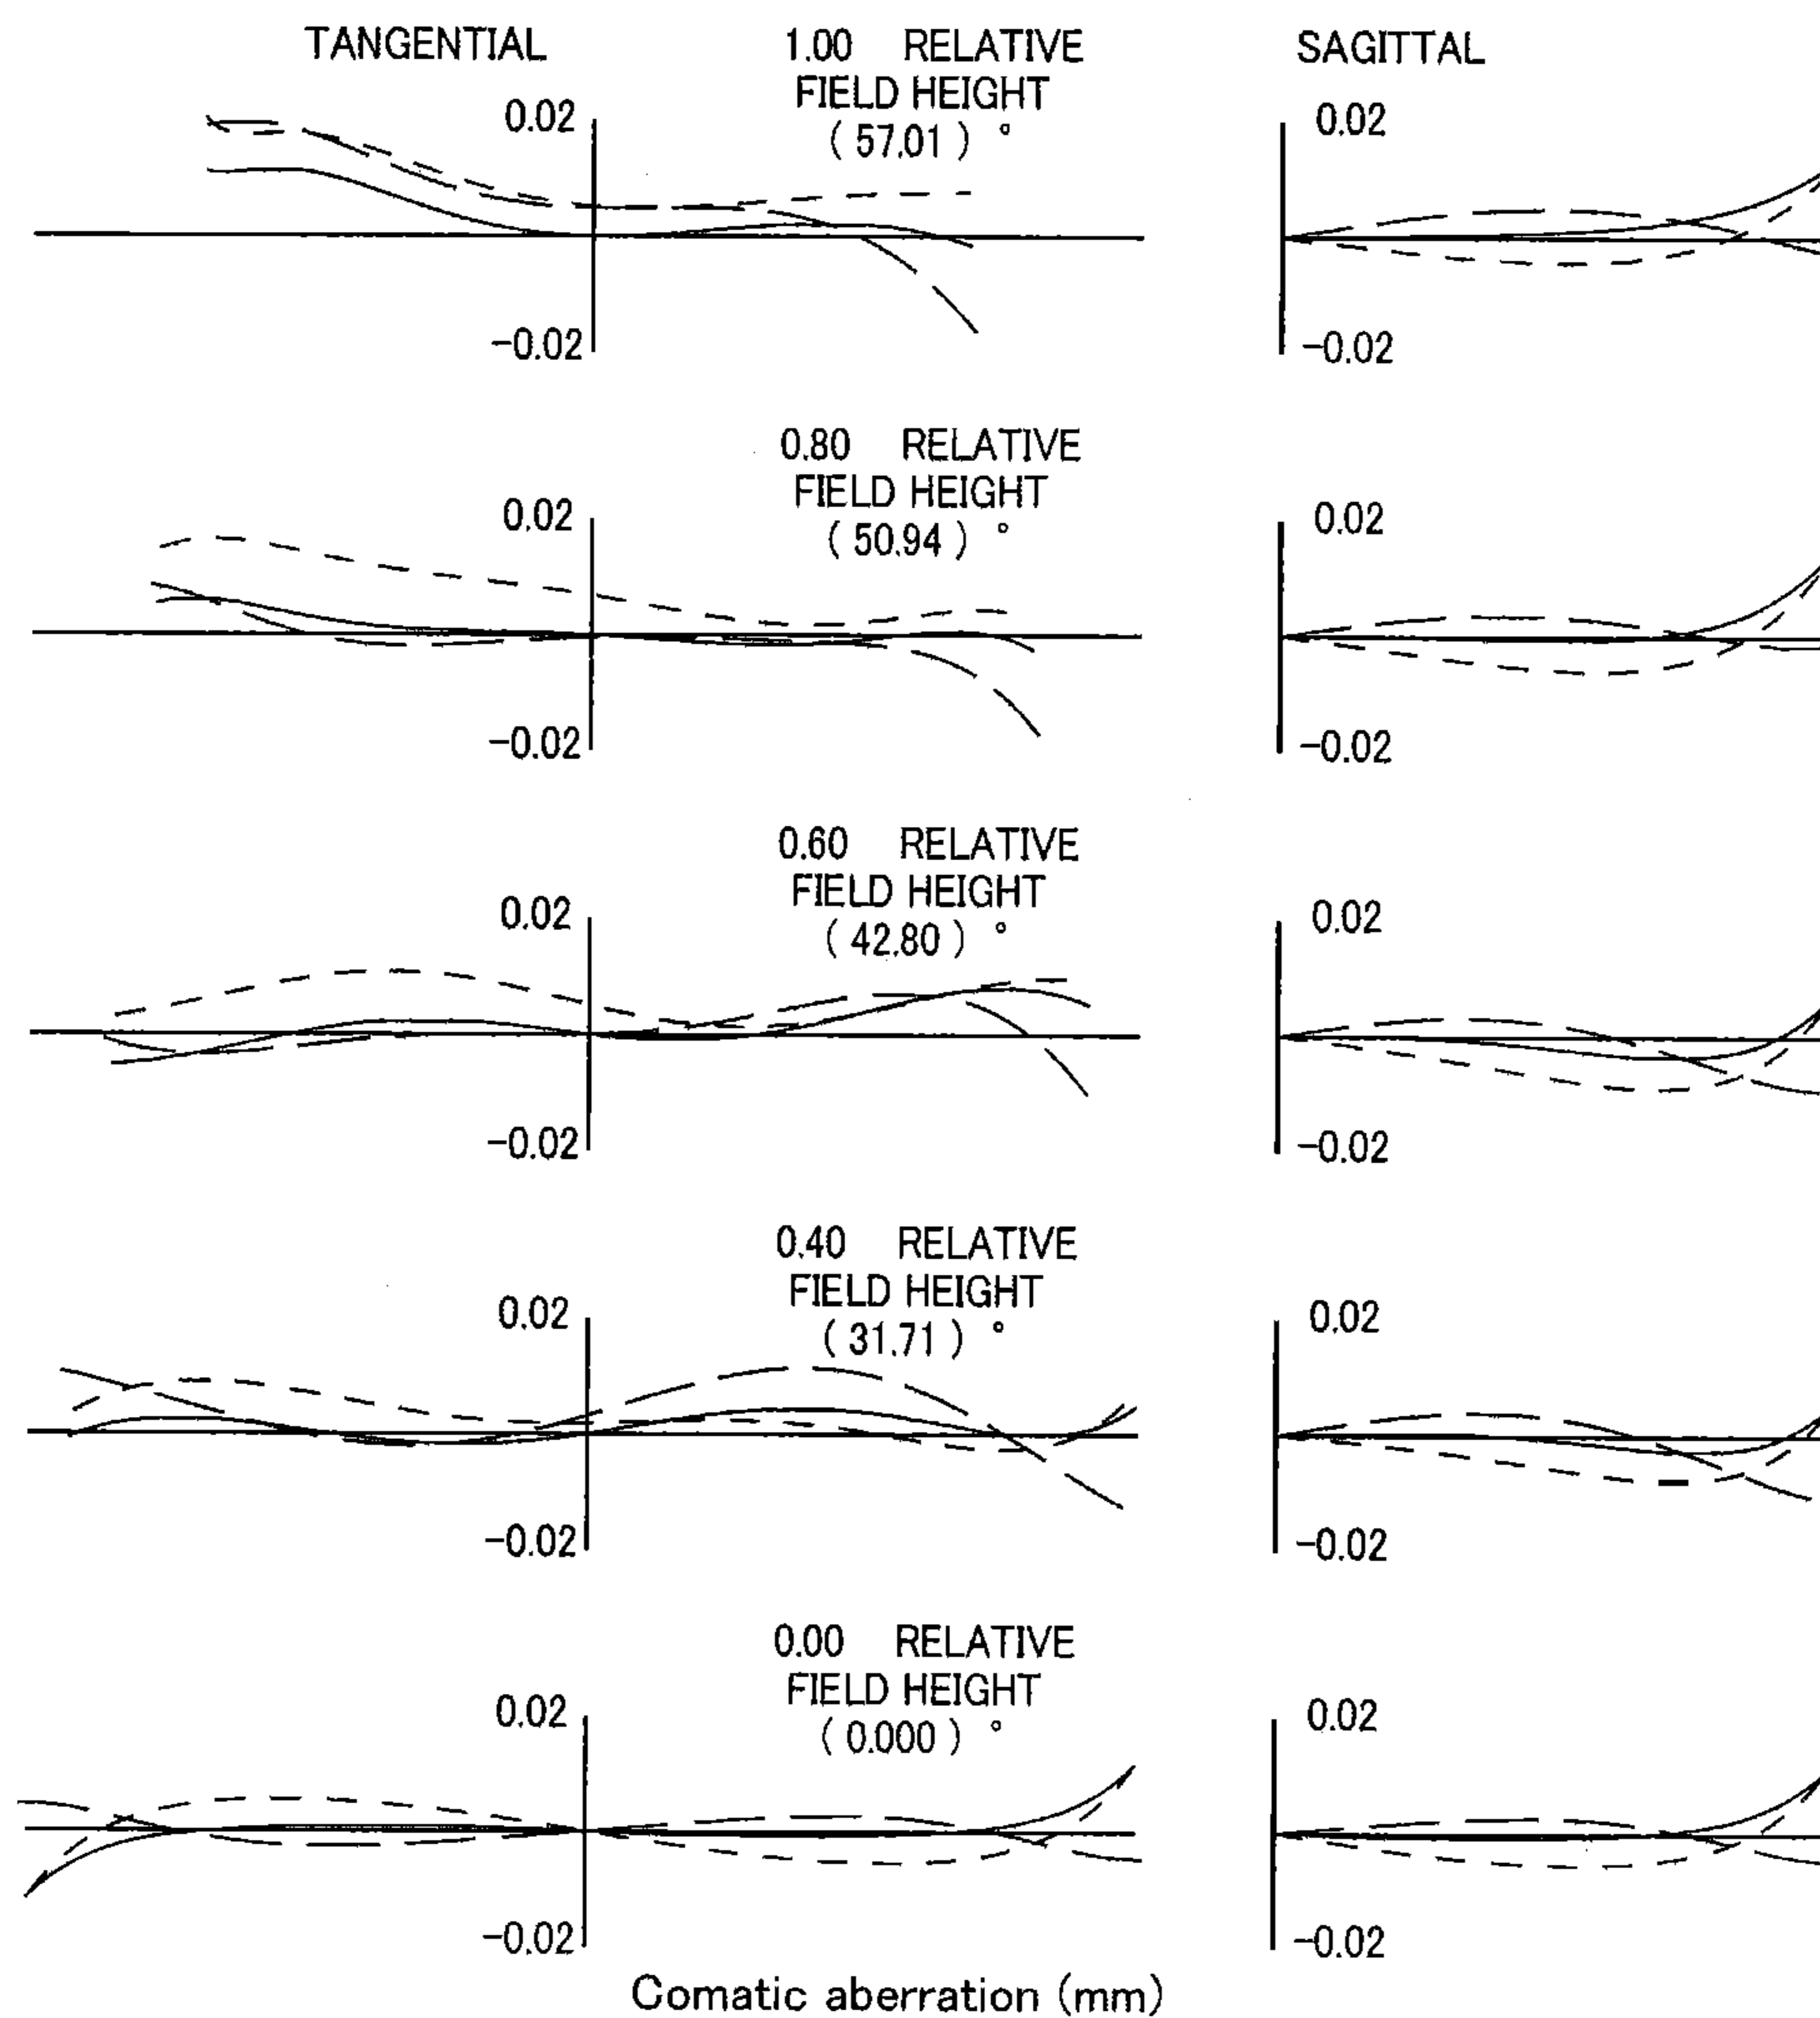 TANGENTIAL
1.00 RELATIVE
FIELD HEIGHT
( 57.01 ) °
SAGITTAL
0.02
0.02
-0.02
-0.02
0.80 RELATIVE
FIELD HEIGHT
( 50.94 ) °
0.02
0.02
-0.02
-0.02
0.60 RELATIVE
FIELD HEIGHT
( 42.80 ) °
0.02
0.02
-0.02
-0.02
0.40 RELATIVE
FIELD HEIGHT
( 31.71 ) °
0.02
0.02
-0.02
-0.02
0.00 RELATIVE
FIELD HEIGHT
( 0.000 ) °
0.02
0.02
-0.02
-0.02
Comatic aberration (mm)